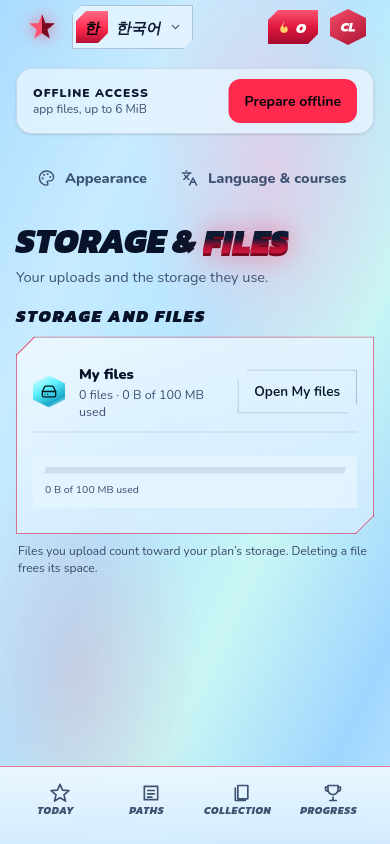 한 한국어
0
CL
OFFLINE ACCESS
app files, up to 6 MiB
Prepare offline
Appearance
Language & courses
STORAGE & FILES
Your uploads and the storage they use.
STORAGE AND FILES
My files
0 files · 0 B of 100 MB
used
Open My files
0 B of 100 MB used
Files you upload count toward your plan's storage. Deleting a file
frees its space.
TODAY
PATHS
COLLECTION
PROGRESS